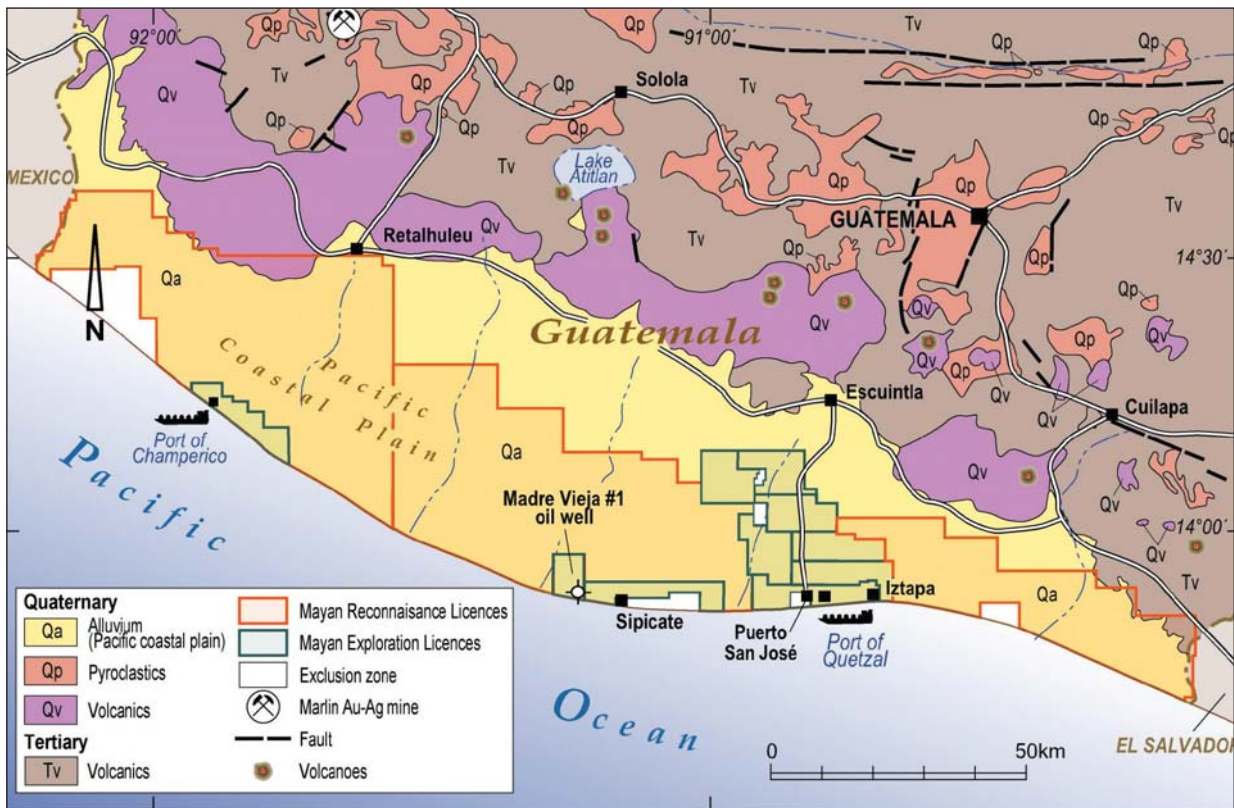 92°00'
91°00'
Tv
Qp
Qp
Qp
Tv
Solola
Qv
Qp
Qp
Qp
Qp
Qp
Qp
Qp
Tv
Lake
Atitlan
MEXICO
Qp
Qp
GUATEMALA
Retalhuleu
Qv
Tv
Tv
Qp
Qp
14°30'
Qa
N
Qp
Qv
Qv
Guatemala
Qv
Qp
Qv
Qv
Pacific
Coastal Plain
Escuintla
Cuilapa
Port of
Champerico
Qa
Qv
Qp
Qv
Pacific
Ocean
Madre Vieja #1
oil well
14°00'
Qv
Tv
Iztapa
Qa
Sipicate
Puerto
San José
Port of
Quetzal
EL SALVADOR
Quaternary
Qa Alluvium
(Pacific coastal plain)
Qp Pyroclastics
Qv Volcanics
Tertiary
Tv Volcanics
Mayan Reconnaisance Licences
Mayan Exploration Licences
Exclusion zone
Marlin Au-Ag mine
Fault
Volcanoes
0 50km